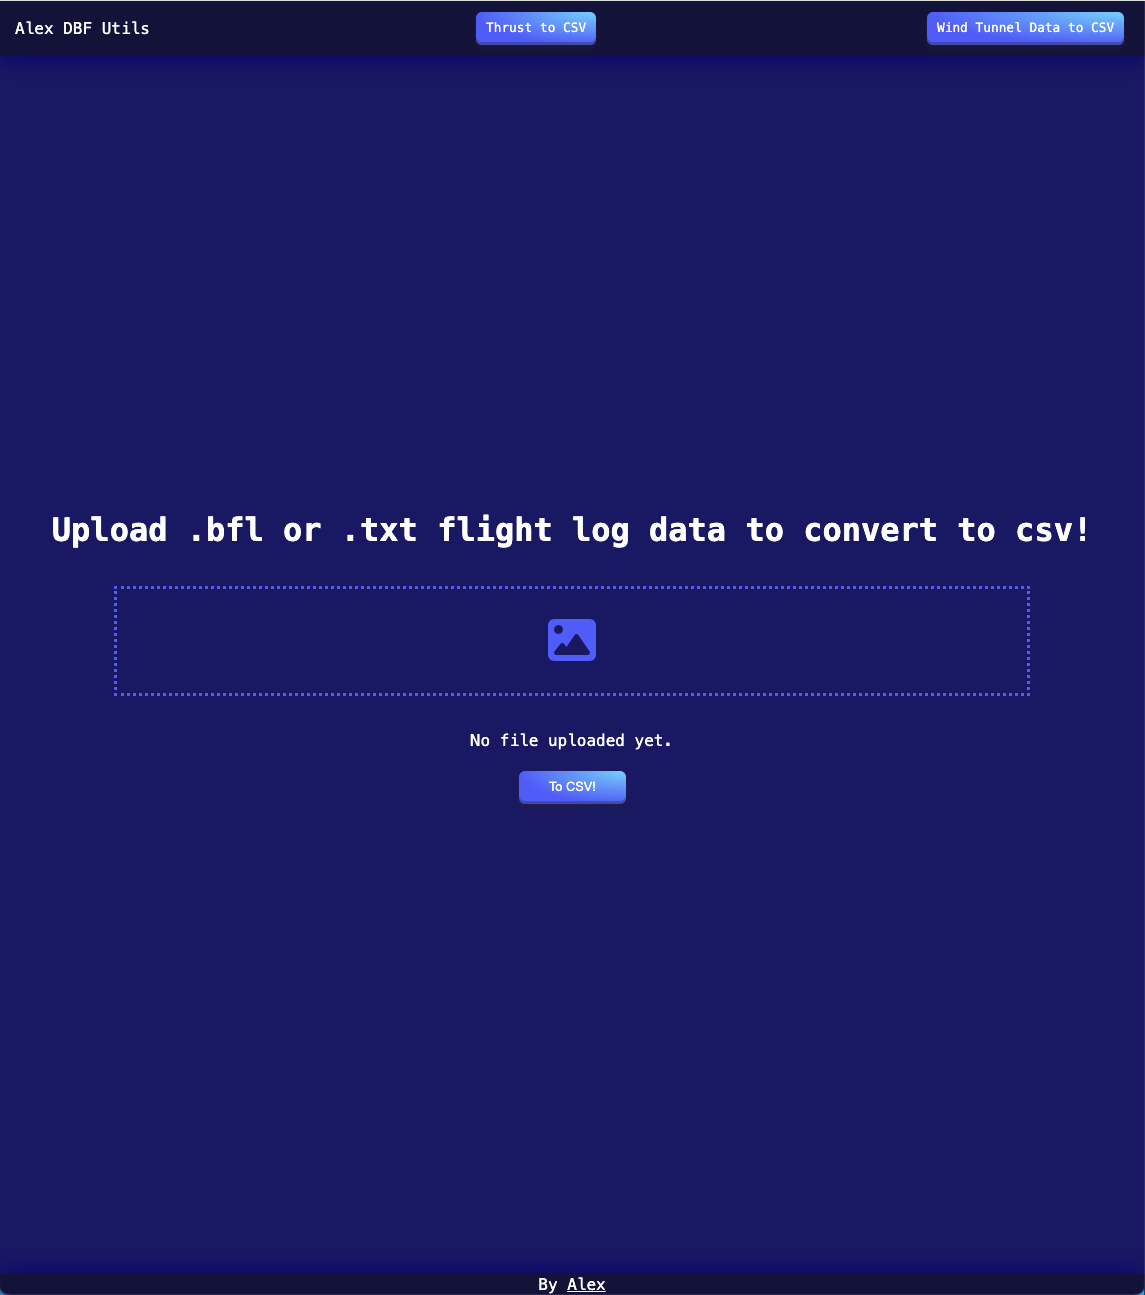 Alex DBF Utils
Thrust to CSV
Wind Tunnel Data to CSV
Upload .bfl or .txt flight log data to convert to csv!
No file uploaded yet.
To CSV!
By Alex